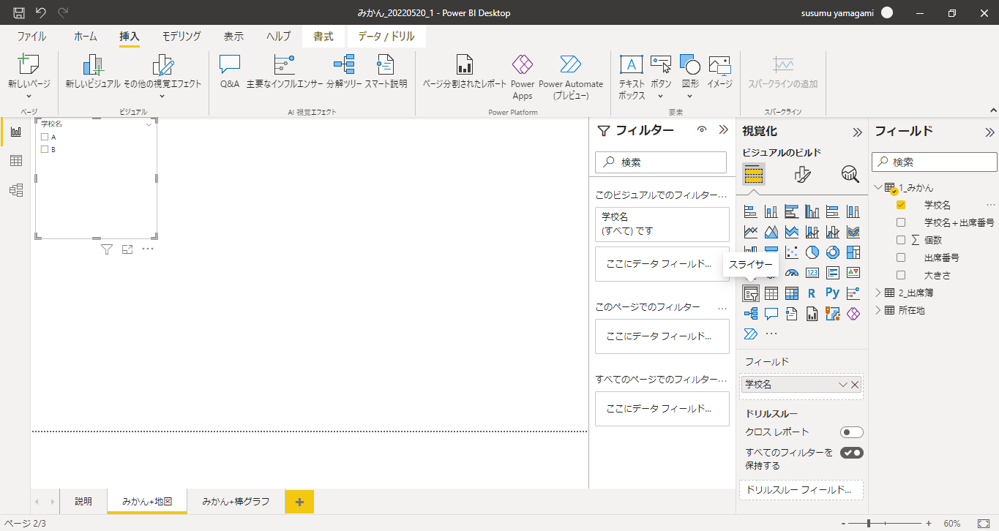 みかん_20220520_1 - Power BI Desktop
susumu yamagami
ファイル ホーム 挿入 モデリング 表示 ヘルプ 書式 データ / ドリル
新しいページ
新しいビジュアル
その他の視覚エフェクト
Q&A
主要なインフルエンサー
分解ツリー
スマート説明
ページ分割されたレポート
Power
Apps
Power Automate
(プレビュー)
テキスト
ボックス
ボタン
図形
イメージ
スパークラインの追加
ページ
ビジュアル
AI 視覚エフェクト
Power Platform
要素
スパークライン
学校名
A
B
フィルター
検索
このビジュアルでのフィルター...
学校名
(すべて) です
ここにデータ フィールド...
このページでのフィルター ...
ここにデータ フィールド...
すべてのページでのフィルター...
ここにデータ フィールド...
視覚化
ビジュアルのビルド
スライサー
123
R
Py
...
フィールド
学校名
ドリルスルー
クロス レポート
すべてのフィルターを
保持する
ドリルスルー フィールド...
フィールド
検索
1_みかん
学校名
...
学校名＋出席番号
∑ 個数
出席番号
大きさ
2_出席簿
所在地
説明
みかん+地図
みかん+棒グラフ
+
ページ 2/3
- + 60%